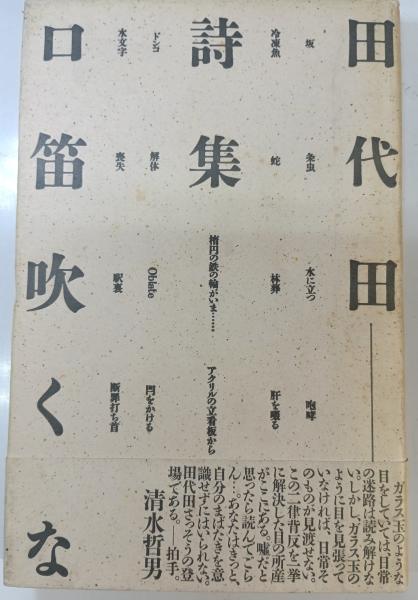 田代田
坂
条虫
水に立つ
咆哮
冷凍魚
蛇
林葬
肝を啜る
詩集
楕円の鉄の輪がいま……
アクリルの立看板から
ドンコ
解体
Oblate
閂をかける
水文字
喪失
断罪打ち首
口笛吹くな
ガラス玉のような
目をしていては、日常
の迷路は読み解けな
い。しかし、ガラス玉の
ように目を見張って
いなければ、日常そ
のものが見渡せない。
この二律背反を一挙
に解決した目の所産
がここにある。嘘だと
思ったら読んでごら
ん…。あなたはきっと、
自分のまばたきを意
識せずにはいられない。
田代田さっそうの登
場である。――拍手。
清水哲男